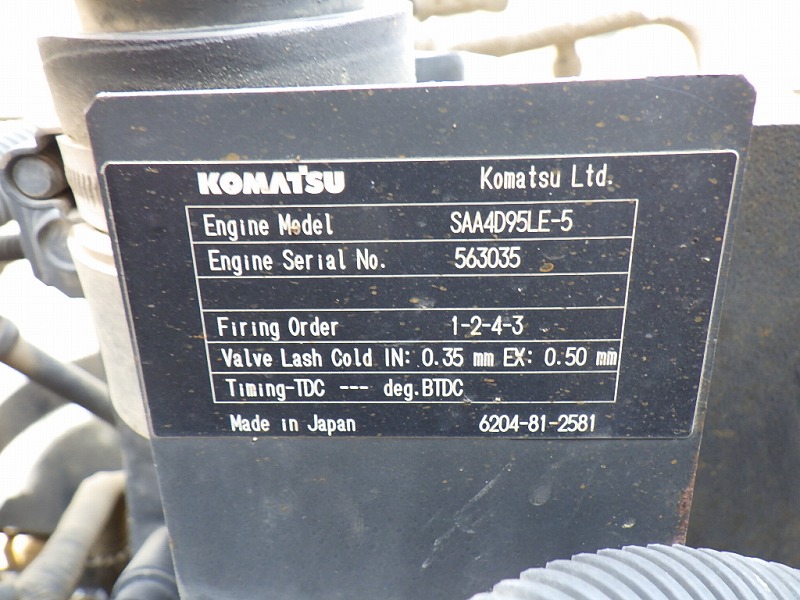 KOMATSU Komatsu Ltd.
Engine Model SAA4D95LE-5
Engine Serial No. 563035
Firing Order 1-2-4-3
Valve Lash Cold IN: 0.35 mm EX: 0.50 mm
Timing-TDC --- deg.BTDC
Made in Japan 6204-81-2581